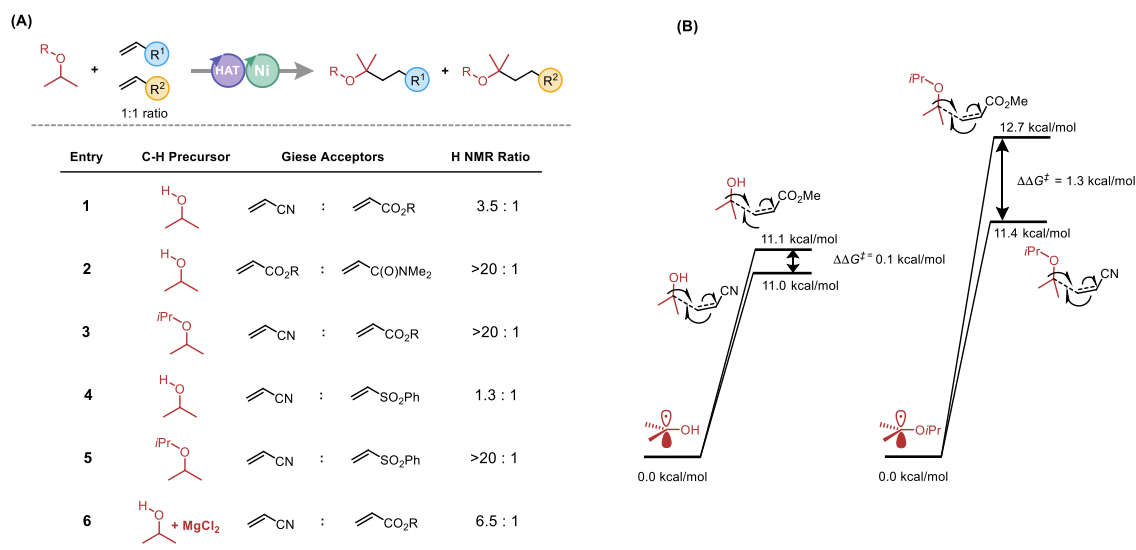 (A)
R
O
+
R1
R2
1:1 ratio
HAT
Ni
R
O
R1
+
R
O
R2
Entry C-H Precursor Giese Acceptors H NMR Ratio
1 H O CN : CO2R 3.5 : 1
2 H O CO2R : C(O)NMe2 >20 : 1
3 iPr O CN : CO2R >20 : 1
4 H O CN : SO2Ph 1.3 : 1
5 iPr O CN : SO2Ph >20 : 1
6 H O + MgCl2 CN : CO2R 6.5 : 1
(B)
OH
CO2Me
11.1 kcal/mol
ΔΔG‡ = 0.1 kcal/mol
11.0 kcal/mol
OH
CN
OH
0.0 kcal/mol
iPr
O
CO2Me
12.7 kcal/mol
ΔΔG‡ = 1.3 kcal/mol
11.4 kcal/mol
iPr
O
CN
OiPr
0.0 kcal/mol